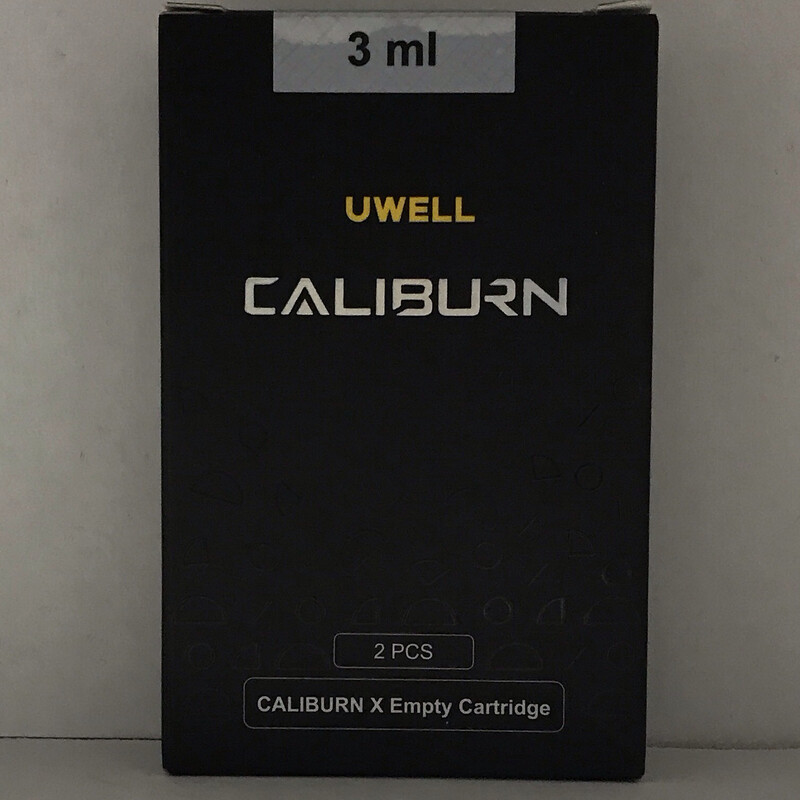 3 ml
UWELL
CALIBURN
2 PCS
CALIBURN X Empty Cartridge